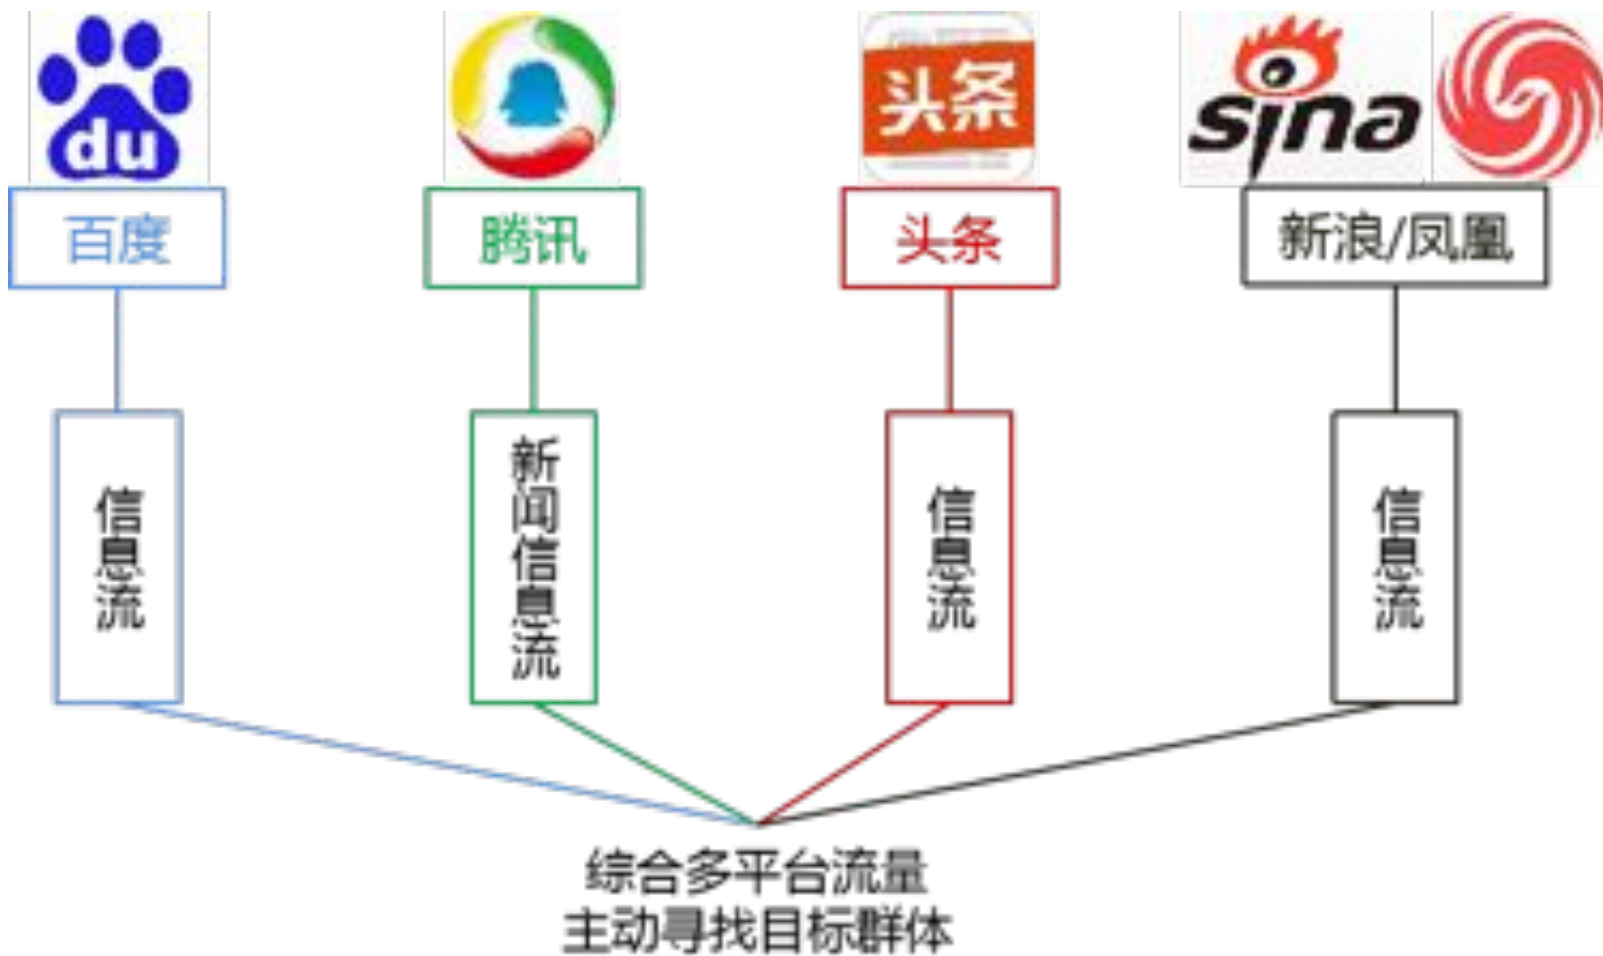 du
头条
sina
百度
腾讯
头条
新浪/凤凰
信息流
新闻信息流
信息流
信息流
综合多平台流量
主动寻找目标群体